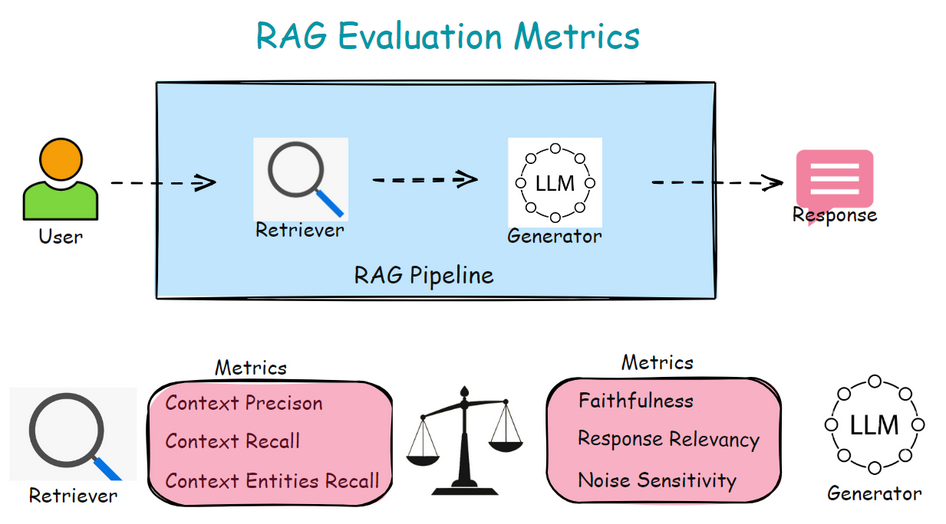 RAG Evaluation Metrics
LLM
User
Retriever
Generator
Response
RAG Pipeline
Metrics
Context Precison
Context Recall
Context Entities Recall
Retriever
Metrics
Faithfulness
Response Relevancy
Noise Sensitivity
LLM
Generator